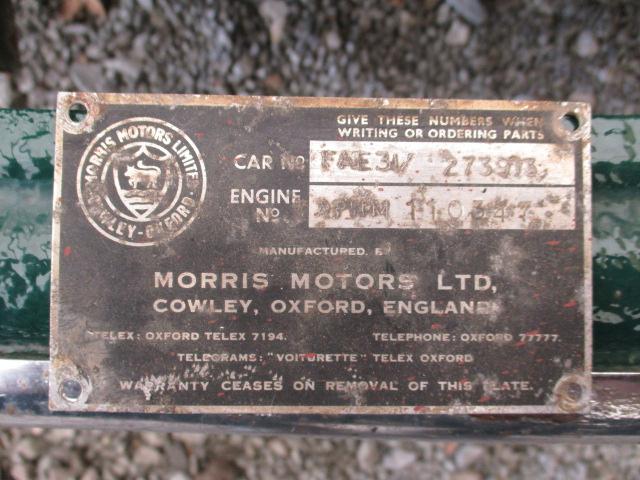 GIVE THESE NUMBERS WHEN
WRITING OR ORDERING PARTS
MORRIS MOTORS LIMITED
COWLEY-OXFORD
CAR No
ENGINE
No
MANUFACTURED
MORRIS MOTORS LTD,
COWLEY, OXFORD, ENGLAND
TELEX: OXFORD TELEX 7194.
TELEPHONE: OXFORD 77777.
TELEGRAMS: "VOITURETTE" TELEX OXFORD
WARRANTY CEASES ON REMOVAL OF THIS PLATE.